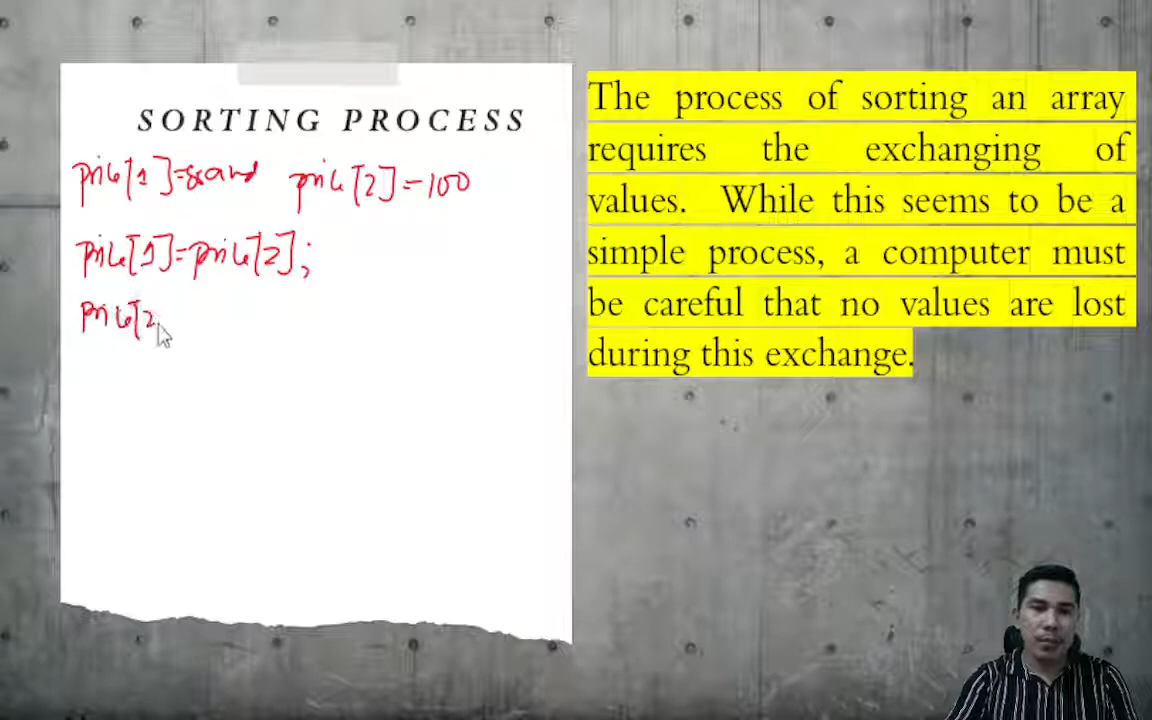 SORTING PROCESS
price[1]=88 and price[2]=100
price[1]=price[2];
price[2
The process of sorting an array
requires the exchanging of
values. While this seems to be a
simple process, a computer must
be careful that no values are lost
during this exchange.